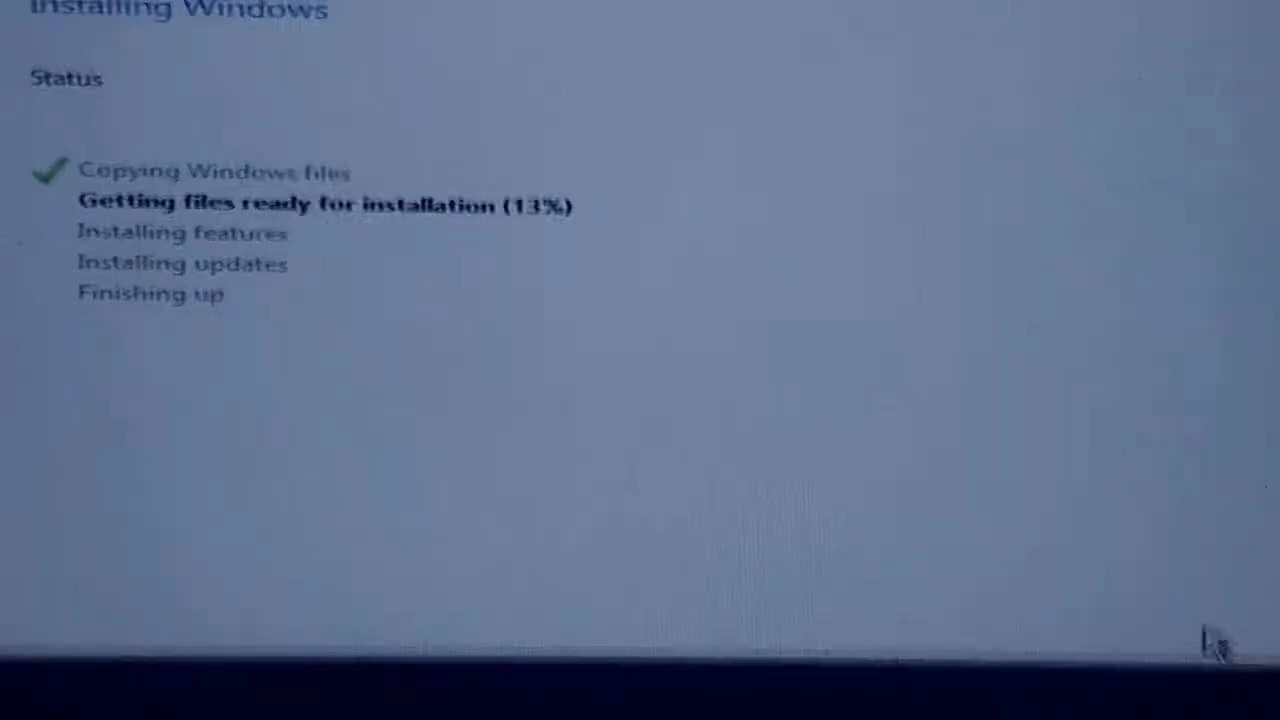 Installing Windows
Status
Copying Windows files
Getting files ready for installation (13%)
Installing features
Installing updates
Finishing up